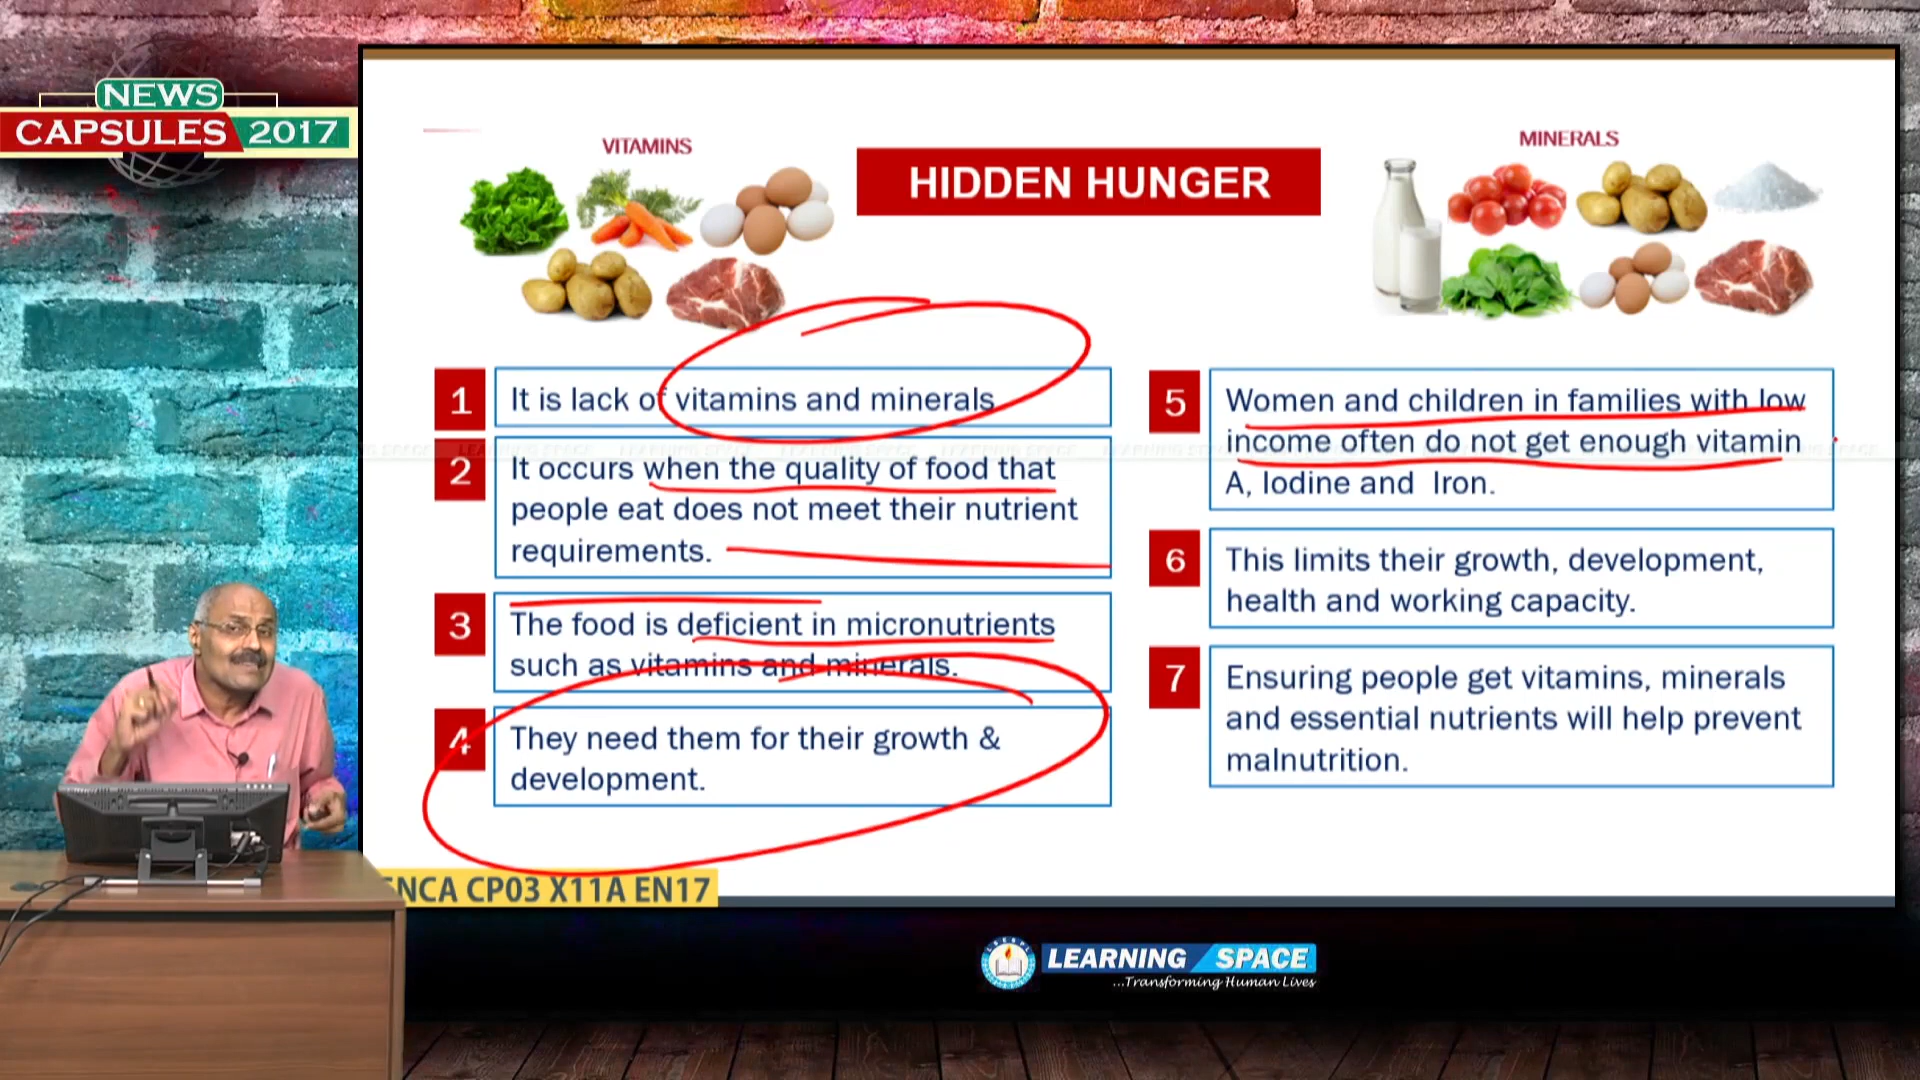 NEWS
CAPSULES 2017
VITAMINS
HIDDEN HUNGER
MINERALS
1 It is lack of vitamins and minerals
2 It occurs when the quality of food that
people eat does not meet their nutrient
requirements.
3 The food is deficient in micronutrients
such as vitamins and minerals.
4 They need them for their growth &
development.
5 Women and children in families with low
income often do not get enough vitamin
A, Iodine and Iron.
6 This limits their growth, development,
health and working capacity.
7 Ensuring people get vitamins, minerals
and essential nutrients will help prevent
malnutrition.
NCA CP03 X11A EN17
LEARNING SPACE
...Transforming Human Lives